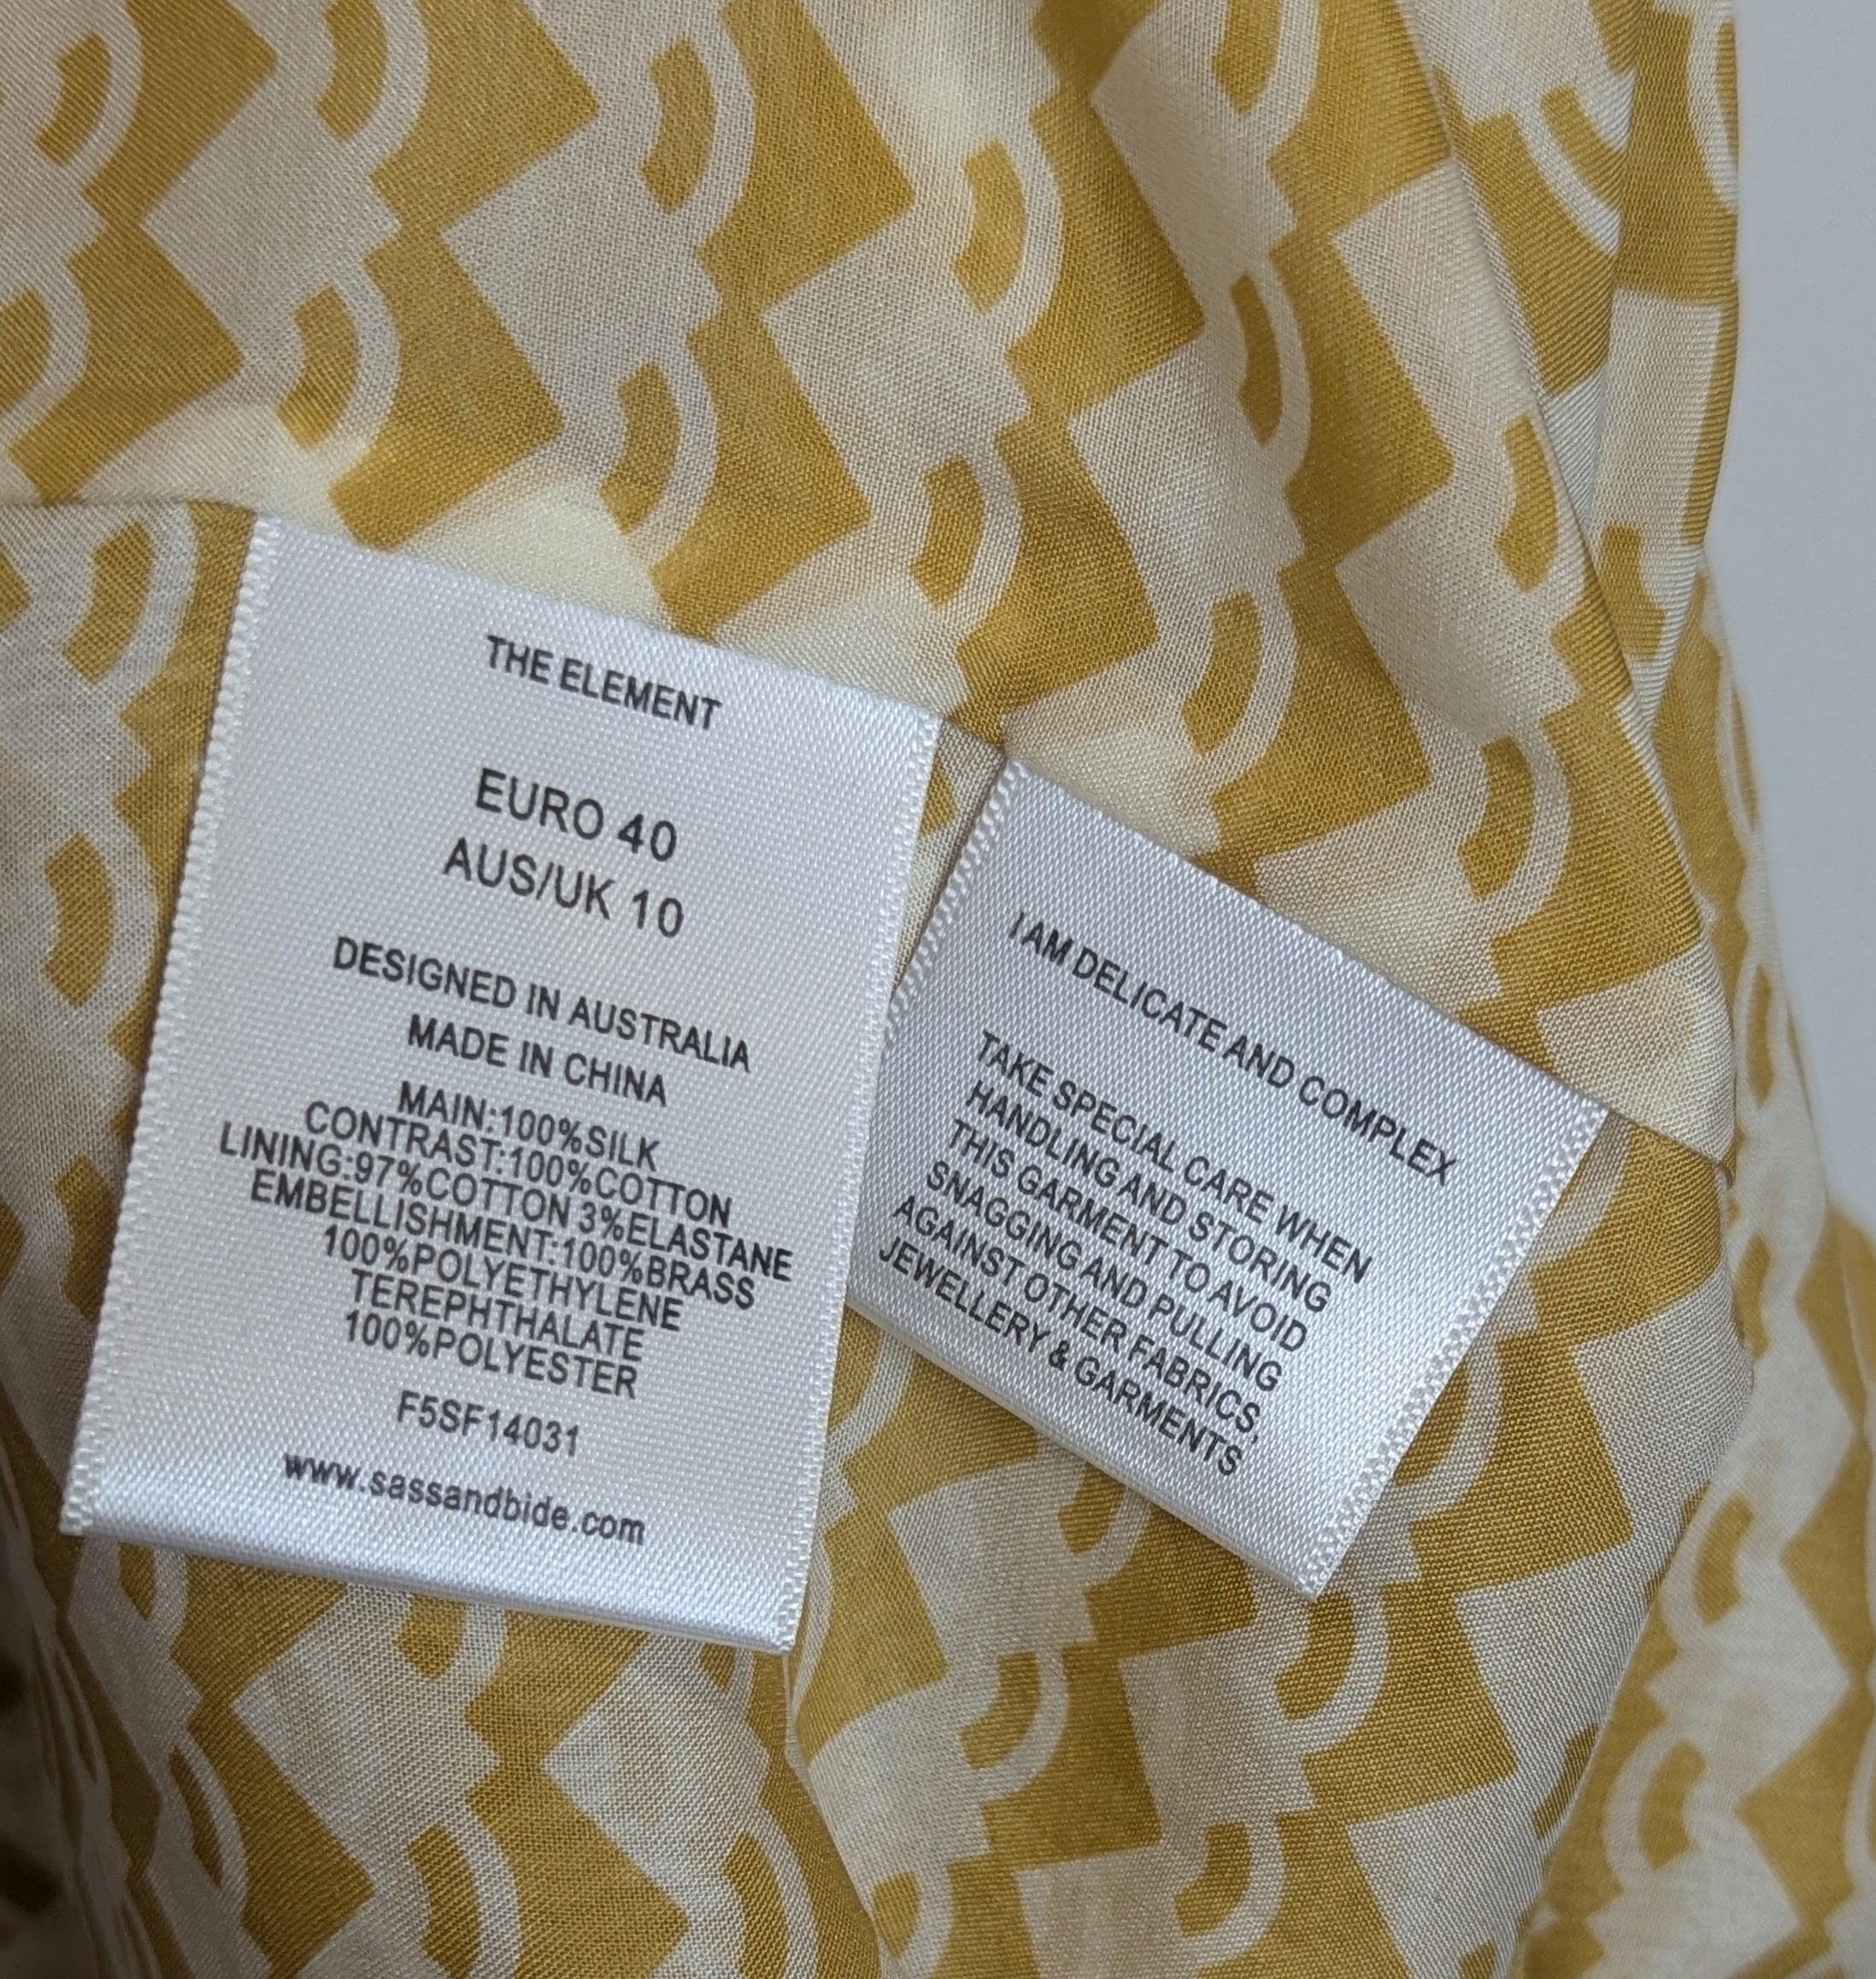 THE ELEMENT
EURO 40
AUS/UK 10
DESIGNED IN AUSTRALIA
MADE IN CHINA
MAIN:100%SILK
CONTRAST:100%COTTON
LINING:97%COTTON 3%ELASTANE
EMBELLISHMENT:100%BRASS
100%POLYETHYLENE
TEREPHTHALATE
100%POLYESTER
F5SF14031
www.sassandbide.com
I AM DELICATE AND COMPLEX
TAKE SPECIAL CARE WHEN
HANDLING AND STORING
THIS GARMENT TO AVOID
SNAGGING AND PULLING
AGAINST OTHER FABRICS,
JEWELLERY & GARMENTS